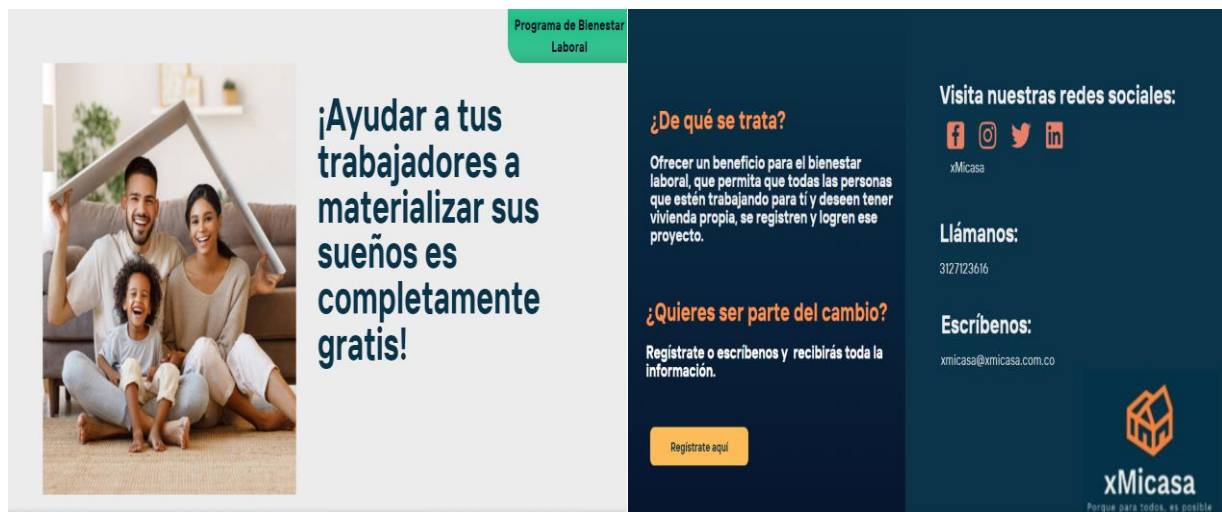 Programa de Bienestar
Laboral
¡Ayudar a tus
trabajadores a
materializar sus
sueños es
completamente
gratis!
¿De qué se trata?
Ofrecer un beneficio para el bienestar
laboral, que permita que todas las personas
que estén trabajando para tí y deseen tener
vivienda propia, se registren y logren ese
proyecto.
¿Quieres ser parte del cambio?
Regístrate o escríbenos y recibirás toda la
información.
Regístrate aquí
Visita nuestras redes sociales:
xMicasa
Llámanos:
3127123616
Escríbenos:
xmicasa@xmicasa.com.co
xMicasa
Porque para todos, es posible